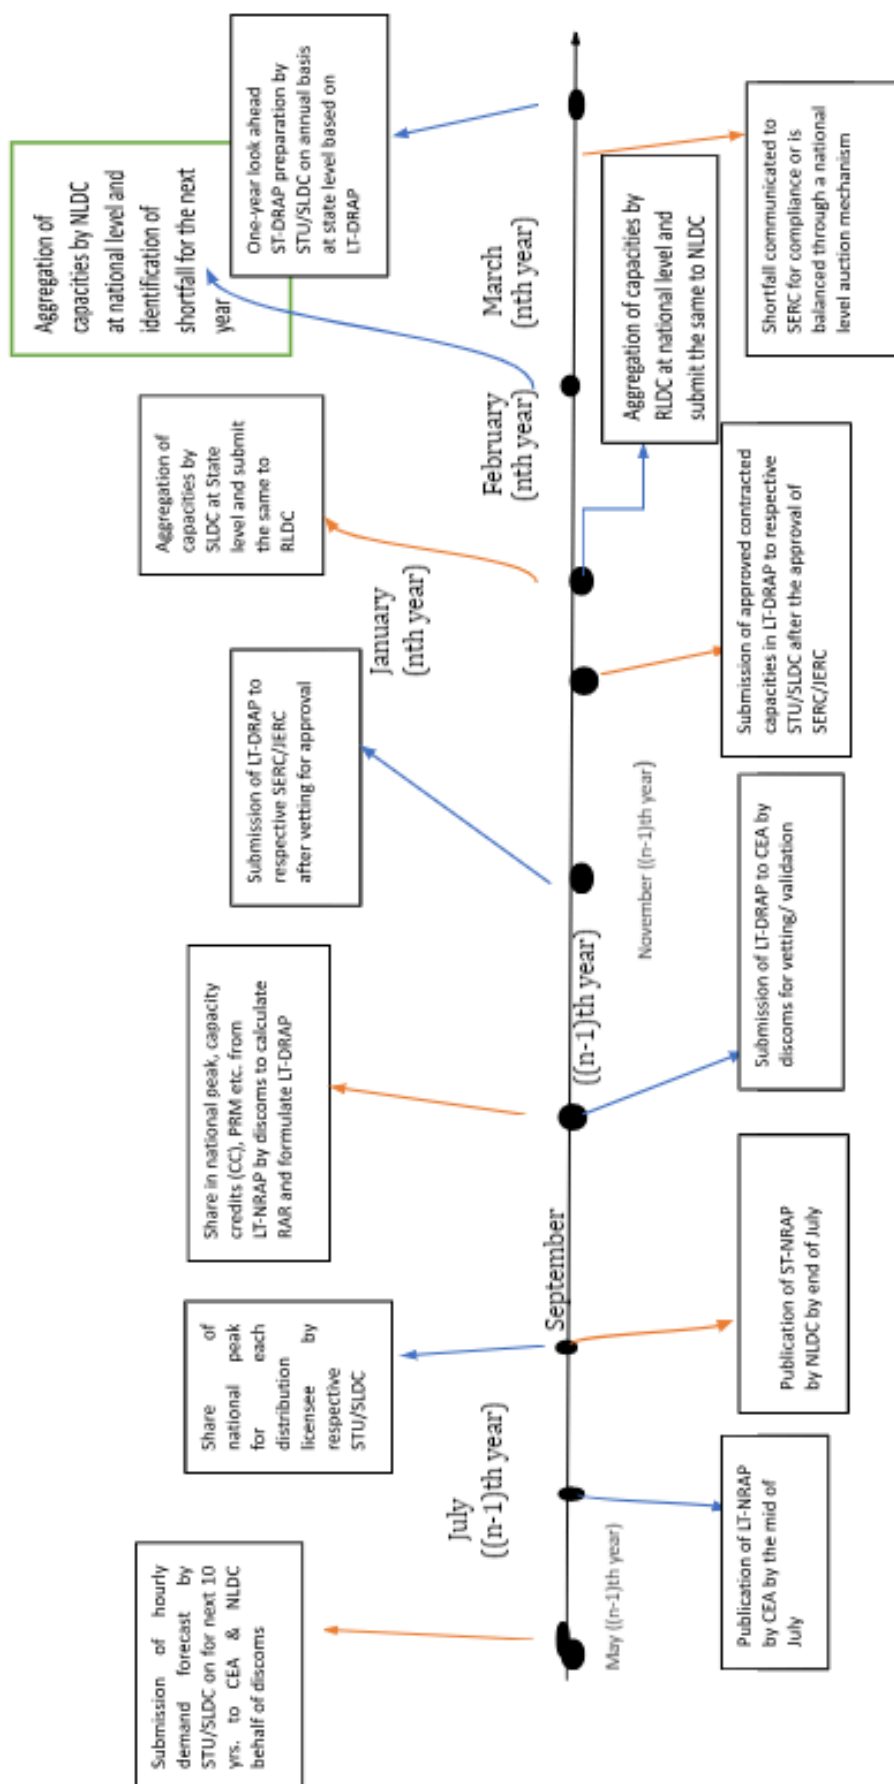 Submission of hourly
demand forecast by
STU/SLDC on for next 10
yrs. to CEA & NLDC
behalf of discoms
Share of
national peak
for each
distribution
licensee by
respective
STU/SLDC
Share in national peak, capacity
credits (CC), PRM etc. from
LT-NRAP by discoms to calculate
RAR and formulate LT-DRAP
Submission of LT-DRAP to
respective SERC/JERC
after vetting for approval
Aggregation of
capacities by
SLDC at State
level and submit
the same to
RLDC
Aggregation of
capacities by NLDC
at national level and
identification of
shortfall for the next
year
One-year look ahead
ST-DRAP preparation by
STU/SLDC on annual basis
at state level based on
LT-DRAP
May ((n-1)th year)
July
((n-1)th year)
September
((n-1)th year)
November ((n-1)th year)
January
(nth year)
February
(nth year)
March
(nth year)
Publication of LT-NRAP
by CEA by the mid of
July
Publication of ST-NRAP
by NLDC by end of July
Submission of LT-DRAP to CEA by
discoms for vetting/ validation
Submission of approved contracted
capacities in LT-DRAP to respective
STU/SLDC after the approval of
SERC/JERC
Aggregation of capacities by
RLDC at national level and
submit the same to NLDC
Shortfall communicated to
SERC for compliance or is
balanced through a national
level auction mechanism